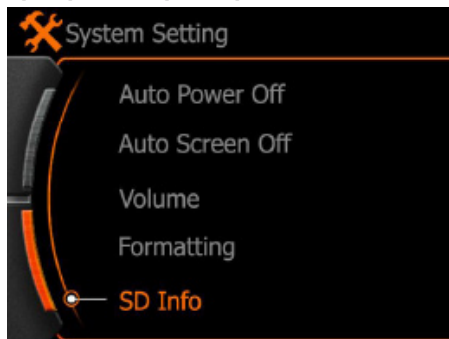 System Setting
Auto Power Off
Auto Screen Off
Volume
Formatting
SD Info